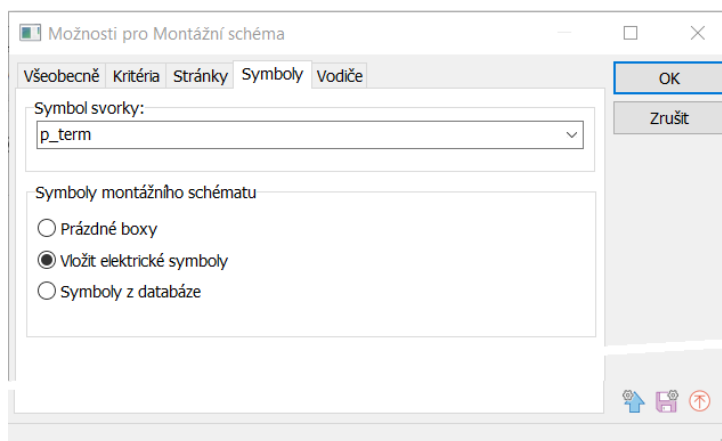 Možnosti pro Montážní schéma
Všeobecně Kritéria Stránky Symboly Vodiče
OK
Zrušit
Symbol svorky:
p_term
Symboly montážního schématu
Prázdné boxy
Vložit elektrické symboly
Symboly z databáze